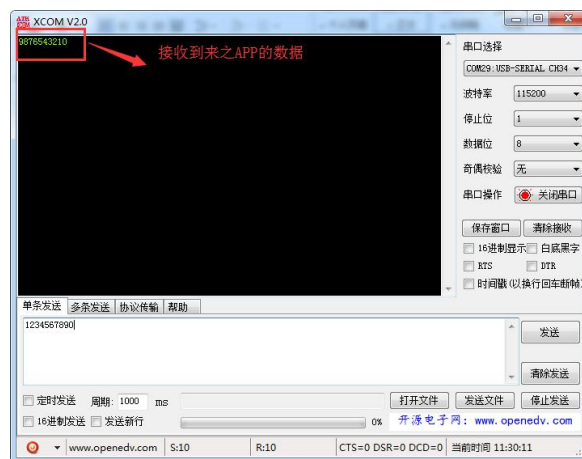 XCOM V2.0
9876543210
接收到来之APP的数据
串口选择
COM29:USB-SERIAL CH34
波特率 115200
停止位 1
数据位 8
奇偶校验 无
串口操作 关闭串口
保存窗口 清除接收
16进制显示 白底黑字
RTS DTR
时间戳(以换行回车断帧)
单条发送 多条发送 协议传输 帮助
1234567890
发送
清除发送
定时发送 周期: 1000 ms 打开文件 发送文件 停止发送
16进制发送 发送新行 0% 开源电子网: www.openedv.com
www.openedv.com S:10 R:10 CTS=0 DSR=0 DCD=0 当前时间 11:30:11